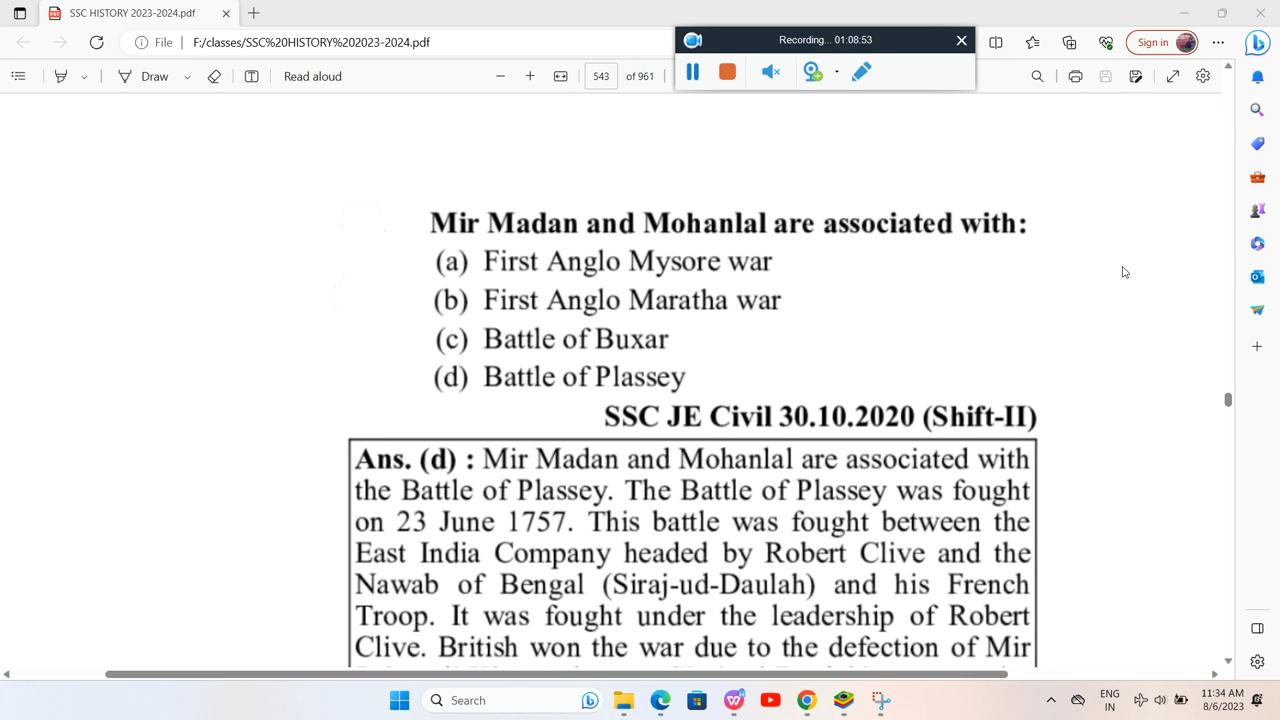 SSC HISTORY 2023-2024.pdf
Recording... 01:08:53
File
F:/classes/SSC%20HISTORY%202023-2024.pdf
Sign in
Draw
Read aloud
543 of 961
Mir Madan and Mohanlal are associated with:
(a) First Anglo Mysore war
(b) First Anglo Maratha war
(c) Battle of Buxar
(d) Battle of Plassey
SSC JE Civil 30.10.2020 (Shift-II)
Ans. (d) : Mir Madan and Mohanlal are associated with
the Battle of Plassey. The Battle of Plassey was fought
on 23 June 1757. This battle was fought between the
East India Company headed by Robert Clive and the
Nawab of Bengal (Siraj-ud-Daulah) and his French
Troop. It was fought under the leadership of Robert
Clive. British won the war due to the defection of Mir
Search
ENG
IN
11:34 AM
8/6/2023